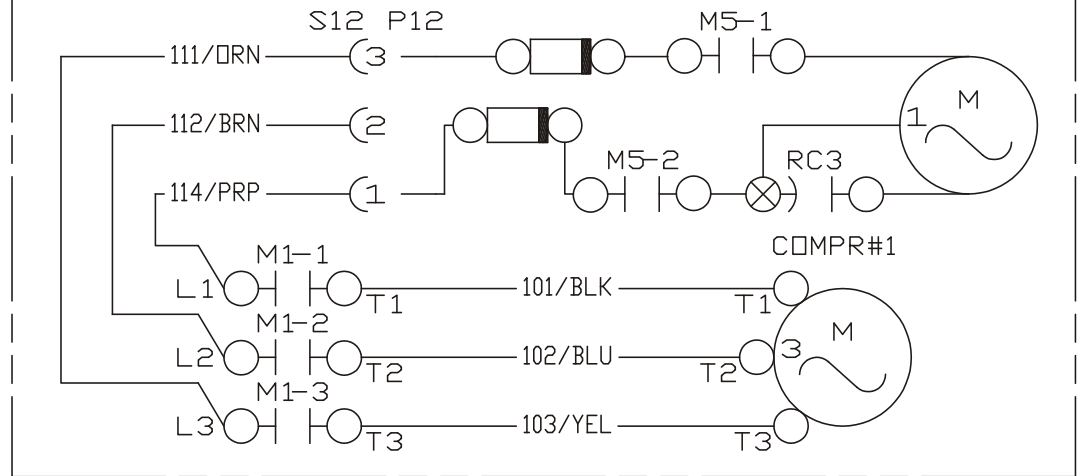 S12 P12
M5-1
111/ORN
3
M
1
112/BRN
2
M5-2
RC3
114/PRP
1
COMPR#1
M1-1
L1
T1
101/BLK
T1
M1-2
M
3
L2
T2
102/BLU
T2
M1-3
L3
T3
103/YEL
T3